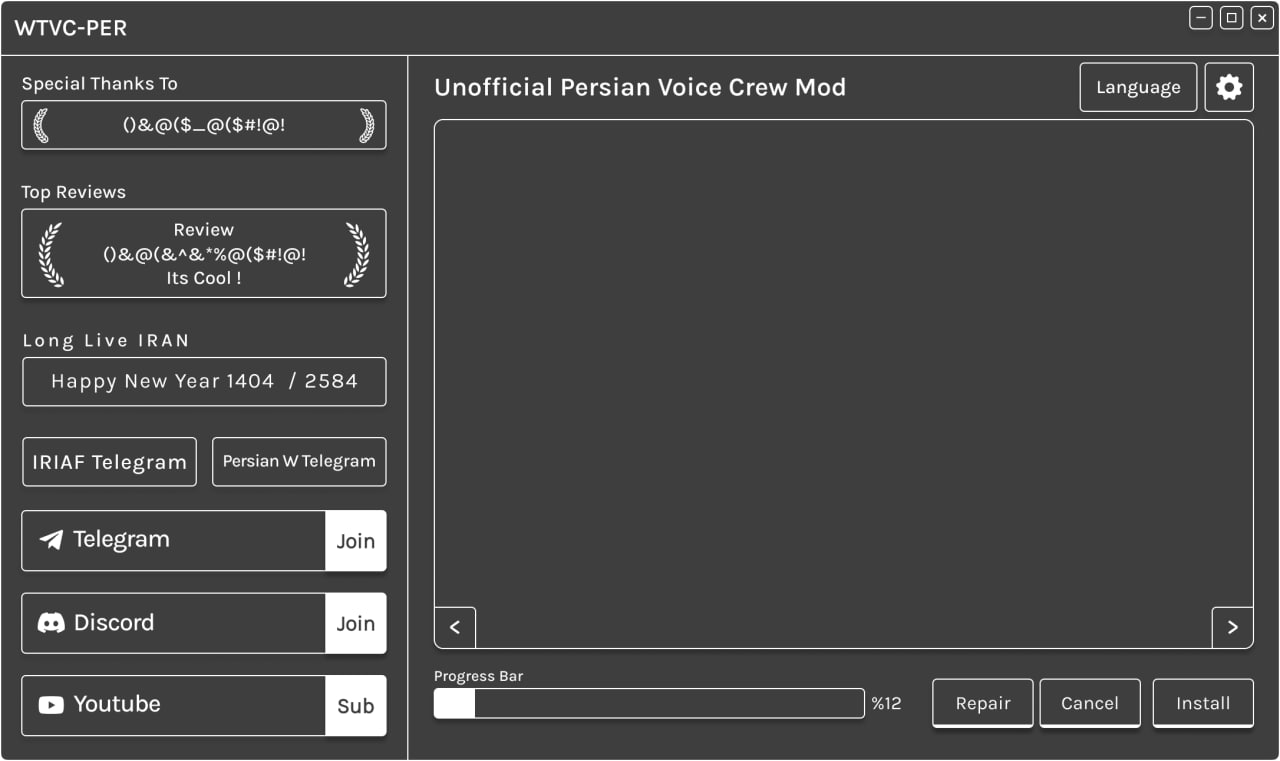 WTVC-PER
Special Thanks To
()&@($_@($#!@!
Top Reviews
Review
()&@(&^&*%@($#!@!
Its Cool !
Long Live IRAN
Happy New Year 1404 / 2584
IRIAF Telegram
Persian W Telegram
Telegram
Join
Discord
Join
Youtube
Sub
Unofficial Persian Voice Crew Mod
Language
<
>
Progress Bar
%12
Repair
Cancel
Install